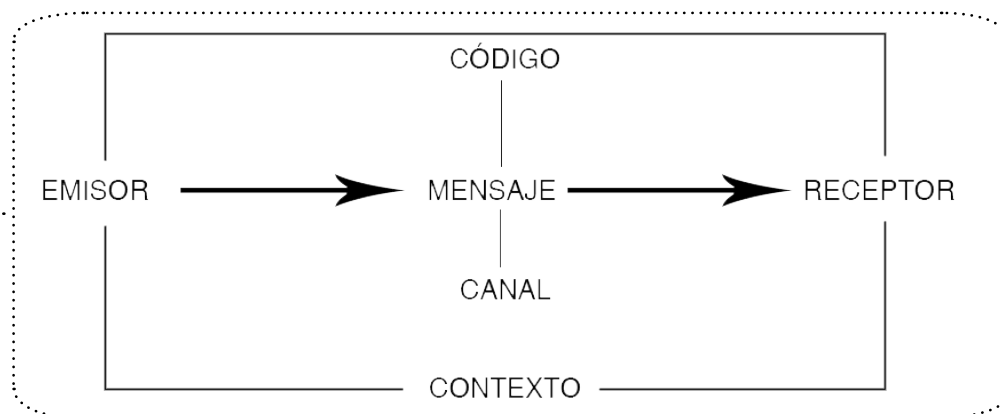 CÓDIGO
EMISOR MENSAJE RECEPTOR
CANAL
CONTEXTO